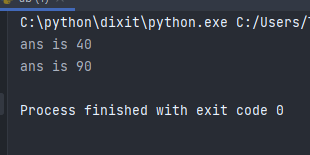 C:\python\dixit\python.exe C:/Users/
ans is 40
ans is 90
Process finished with exit code 0